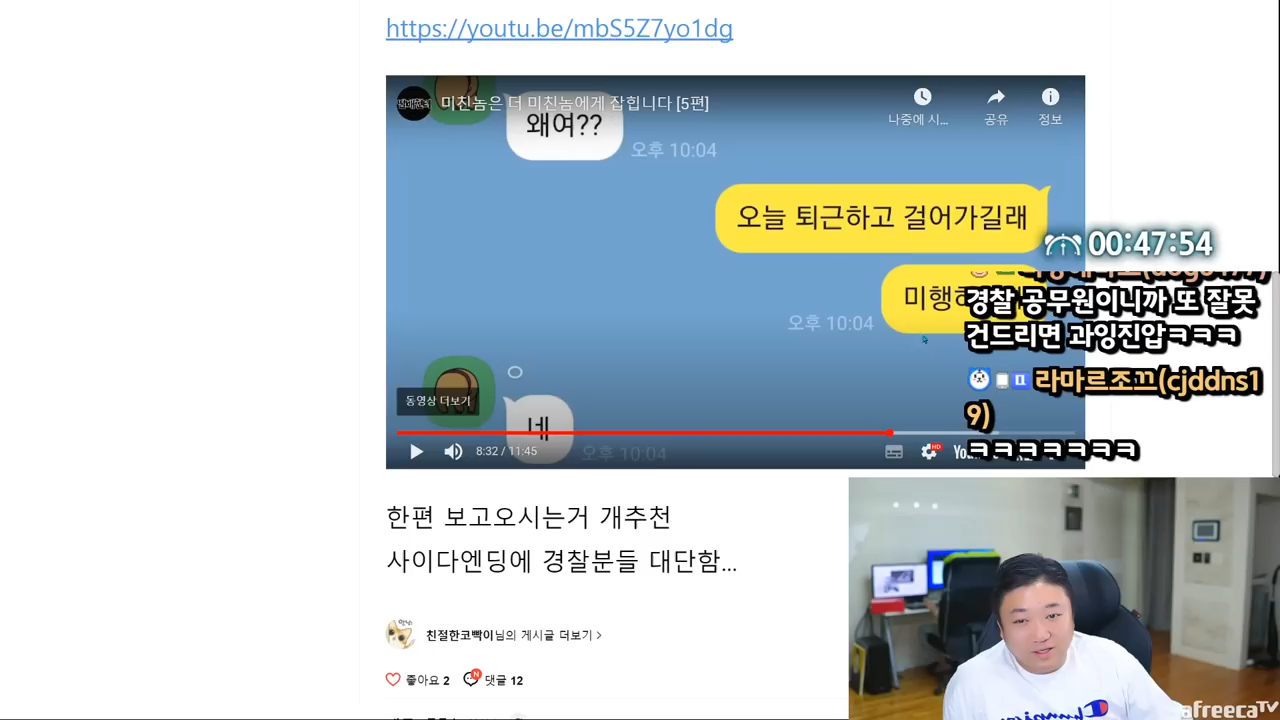 https://youtu.be/mbS5Z7yo1dg
미친놈은 더 미친놈에게 잡힙니다 [5편]
나중에 시...
공유
정보
왜여??
오후 10:04
오늘 퇴근하고 걸어가길래
00:47:54
오후 10:04
경찰 공무원이니까 또 잘못
건드리면 과잉진압ㅋㅋㅋ
라마르조끄(cjddns1
9)
ㅋㅋㅋㅋㅋㅋㅋ
동영상 더보기
네
오후 10:04
8:32 / 11:45
HD
한편 보고오시는거 개추천
사이다엔딩에 경찰분들 대단함...
친절한코빡이님의 게시글 더보기 >
좋아요 2
댓글 12
afreecaTV